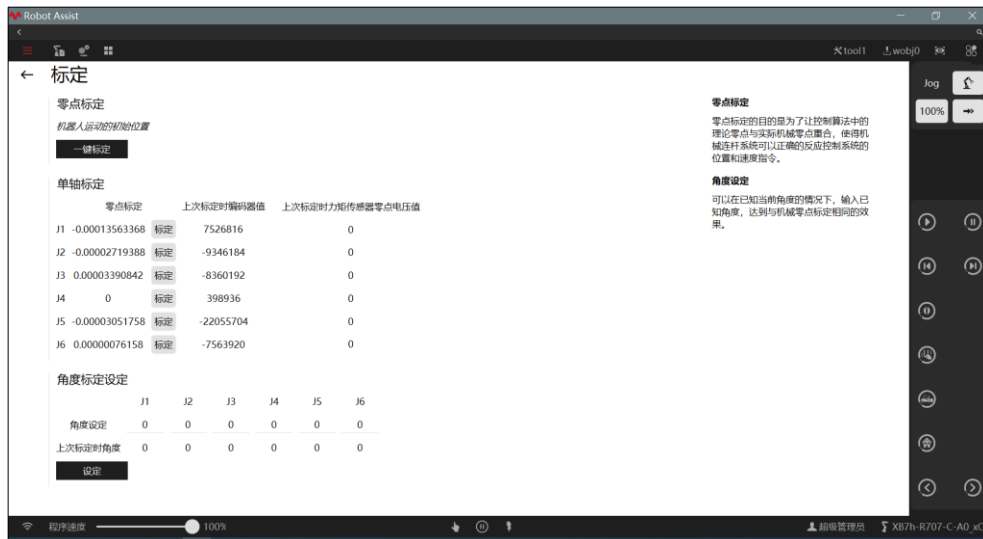 Robot Assist
tool1 wobj0
← 标定
零点标定
机器人运动的初始位置
一键标定
单轴标定
零点标定 上次标定时编码器值 上次标定时力矩传感器零点电压值
J1 -0.00013563368 标定 7526816 0
J2 -0.00002719388 标定 -9346184 0
J3 0.00003390842 标定 -8360192 0
J4 0 标定 398936 0
J5 -0.00003051758 标定 -22055704 0
J6 0.00000076158 标定 -7563920 0
角度标定设定
J1 J2 J3 J4 J5 J6
角度设定 0 0 0 0 0 0
上次标定时角度 0 0 0 0 0 0
设定
零点标定
零点标定的目的是为了让控制算法中的
理论零点与实际机械零点重合，使得机
械连杆系统可以正确的反应控制系统的
位置和速度指令。
角度设定
可以在已知当前角度的情况下，输入已
知角度，达到与机械零点标定相同的效
果。
Jog
100%
程序速度 100%
超级管理员 XB7h-R707-C-A0_xC